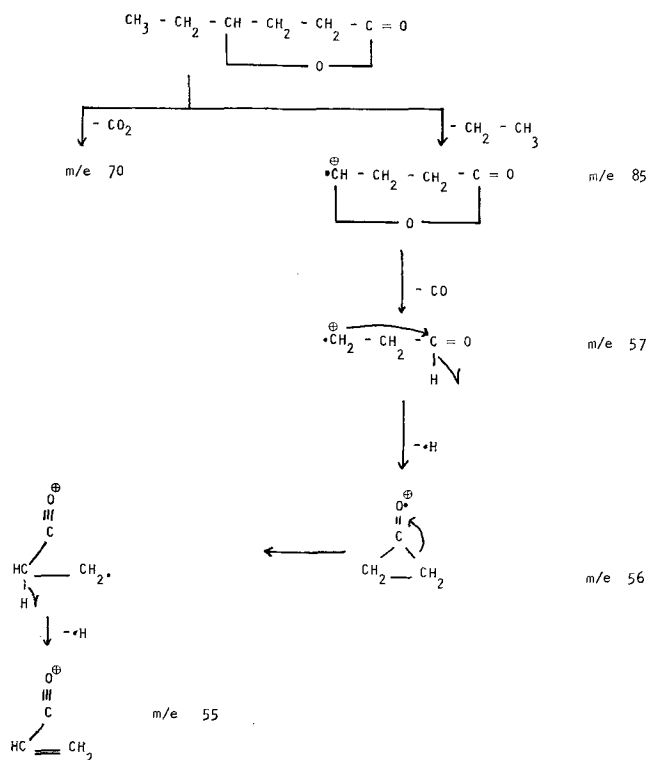 CH₃ - CH₂ - CH - CH₂ - CH₂ - C = O
O
- CO₂
- CH₂ - CH₃
m/e 70
•CH - CH₂ - CH₂ - C = O
⊕
m/e 85
O
- CO
⊕
•CH₂ - CH₂ - C = O
m/e 57
H
-•H
⊕
O
C
HC CH₂•
H
⊕
O•
C
CH₂ CH₂
m/e 56
-•H
⊕
O
C
HC = CH₂
m/e 55